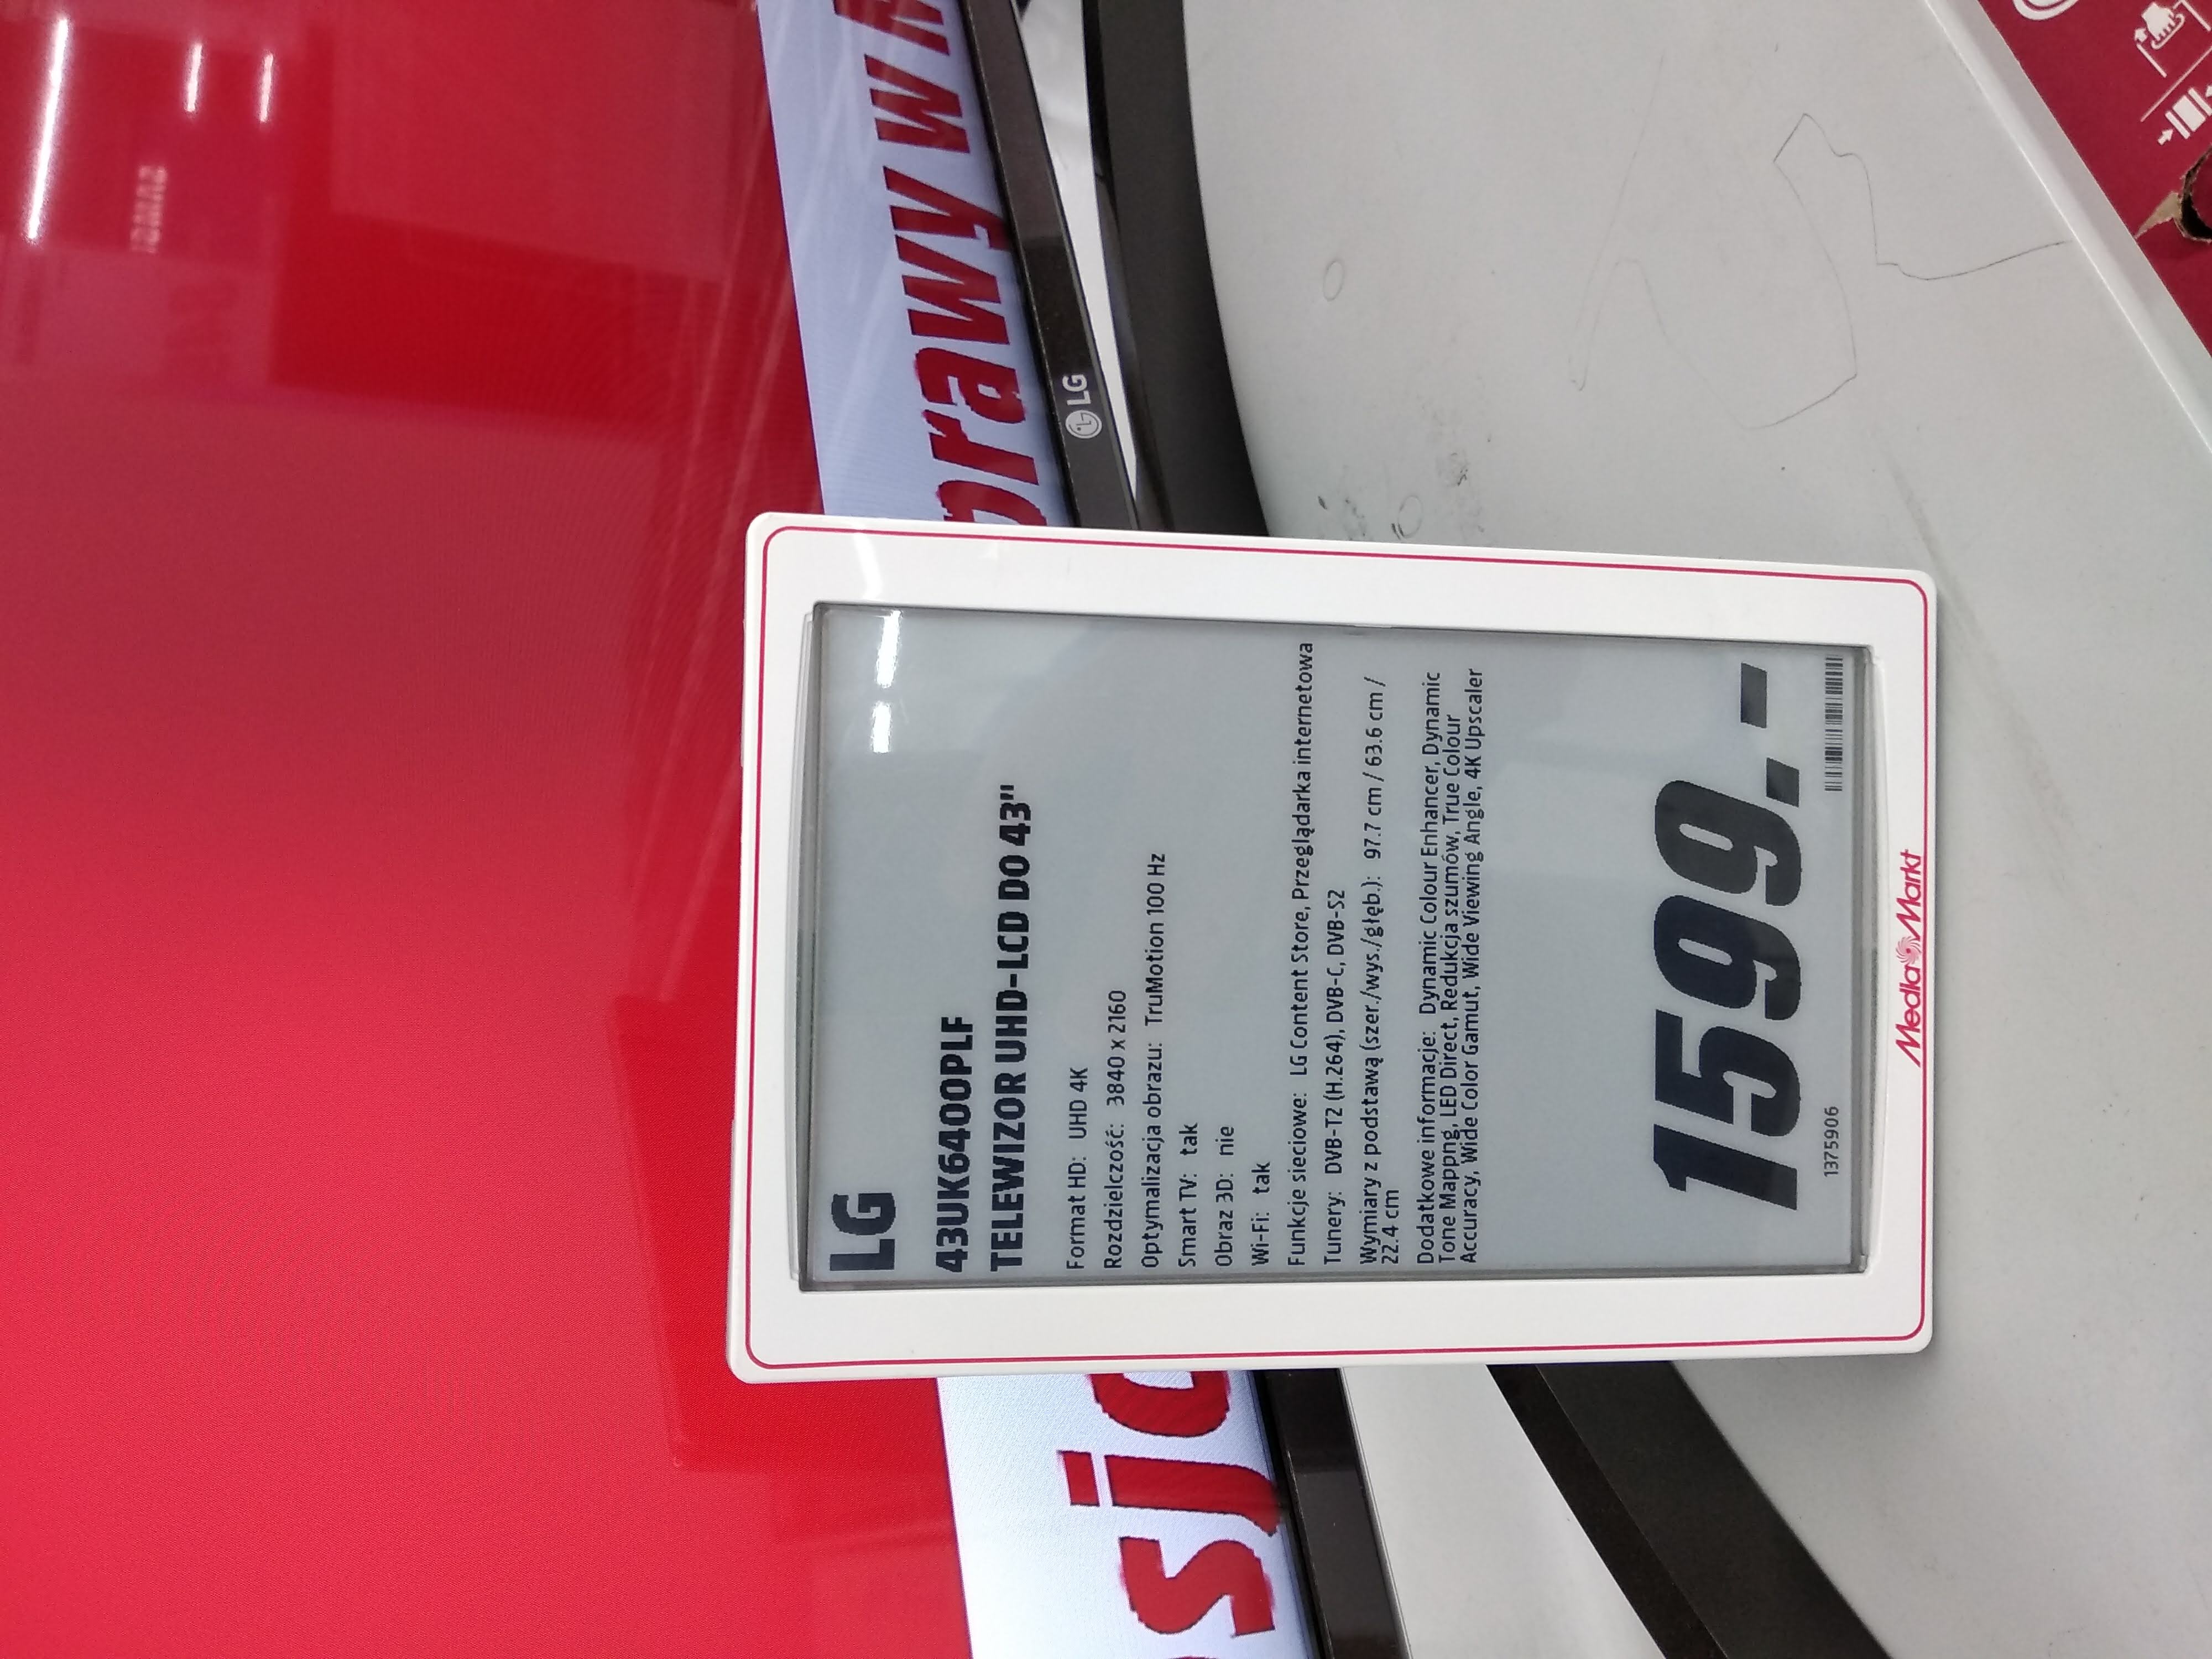 LG
43UK6400PLF
TELEWIZOR UHD-LCD DO 43"
Format HD: UHD 4K
Rozdzielczość: 3840 x 2160
Optymalizacja obrazu: TruMotion 100 Hz
Smart TV: tak
Obraz 3D: nie
Wi-Fi: tak
Funkcje sieciowe: LG Content Store, Przeglądarka internetowa
Tunery: DVB-T2 (H.264), DVB-C, DVB-S2
Wymiary z podstawą (szer./wys./głęb.): 97.7 cm / 63.6 cm /
22.4 cm
Dodatkowe informacje: Dynamic Colour Enhancer, Dynamic
Tone Mappng, LED Direct, Redukcja szumów, True Colour
Accuracy, Wide Color Gamut, Wide Viewing Angle, 4K Upscaler
1599.-
1375906
MediaMarkt
LG
prawy w